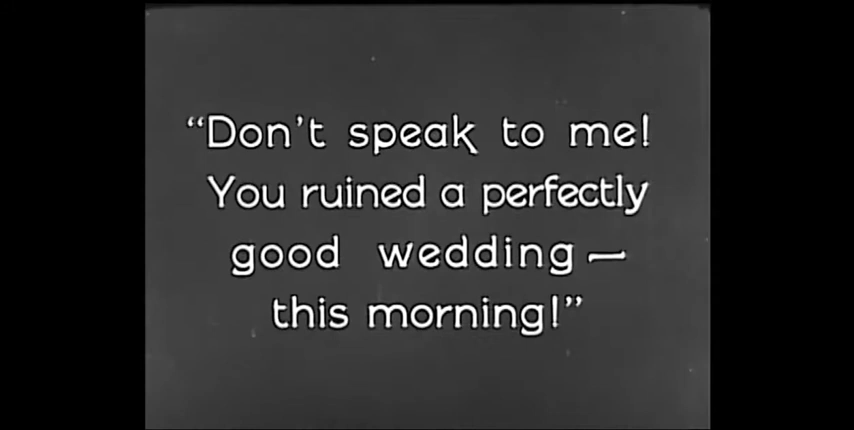 “Don’t speak to me!
You ruined a perfectly
good wedding —
this morning!”